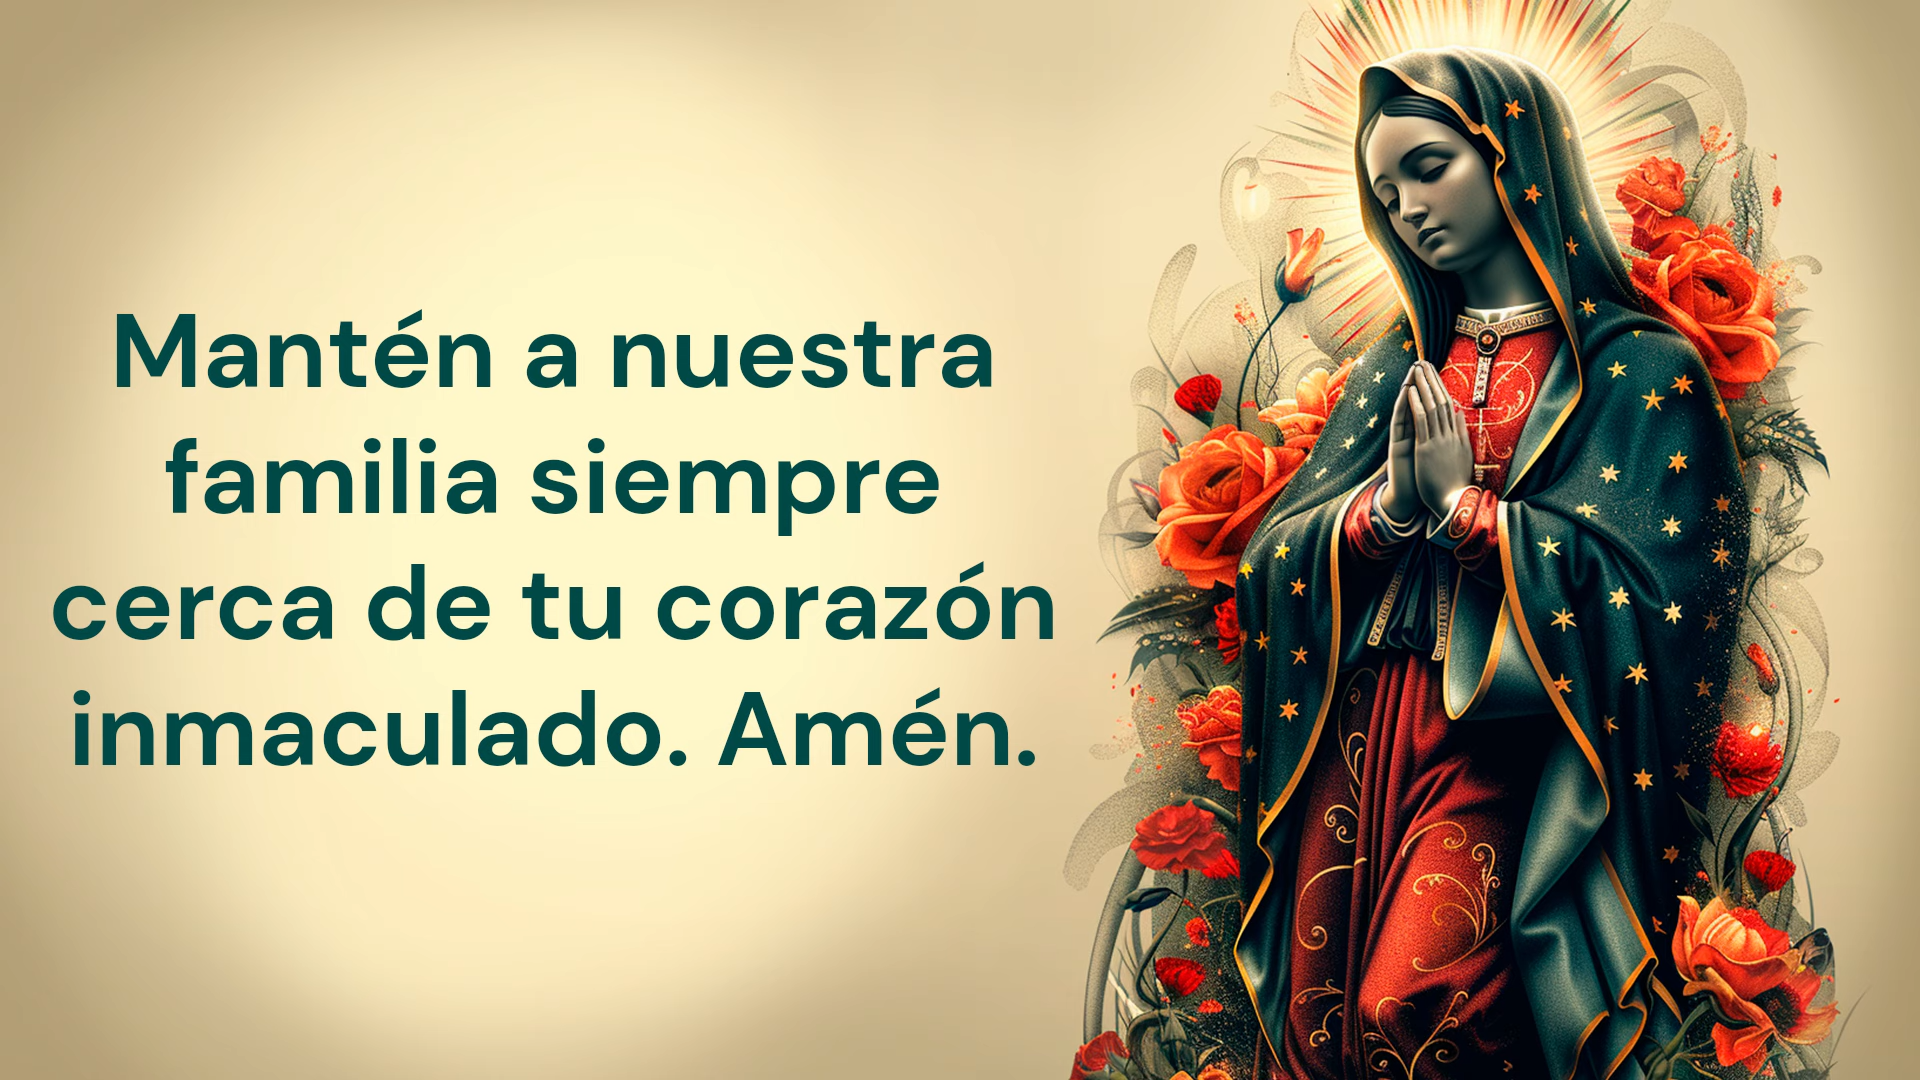 Mantén a nuestra
familia siempre
cerca de tu corazón
inmaculado. Amén.